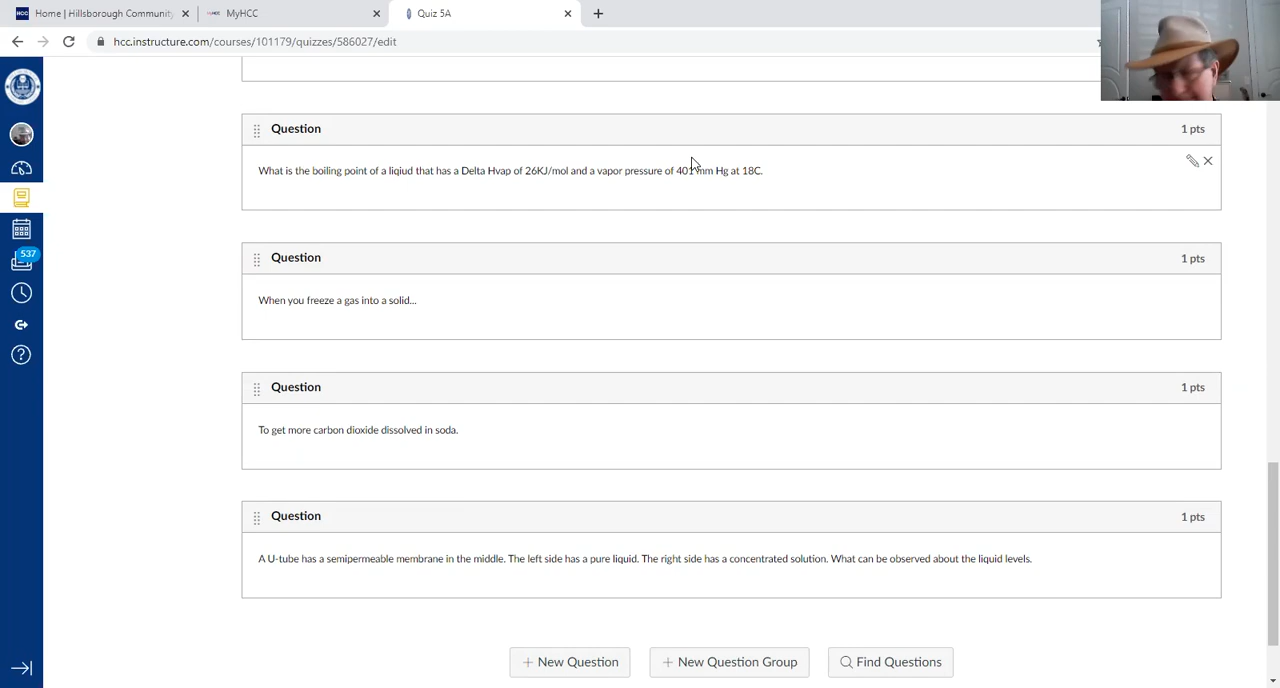 Home | Hillsborough Community
MyHCC
Quiz 5A
hcc.instructure.com/courses/101179/quizzes/586027/edit
Question 1 pts
What is the boiling point of a liqiud that has a Delta Hvap of 26KJ/mol and a vapor pressure of 401 mm Hg at 18C.
Question 1 pts
When you freeze a gas into a solid...
537
Question 1 pts
To get more carbon dioxide dissolved in soda.
Question 1 pts
A U-tube has a semipermeable membrane in the middle. The left side has a pure liquid. The right side has a concentrated solution. What can be observed about the liquid levels.
+ New Question + New Question Group Find Questions